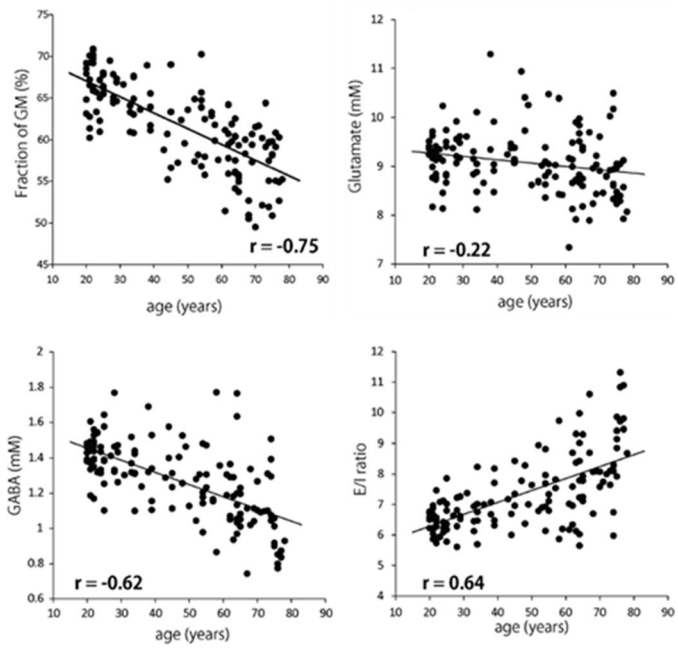 75
70
65
60
55
50
45
Fraction of GM (%)
r = -0.75
10 20 30 40 50 60 70 80 90
age (years)
12
11
10
9
8
7
Glutamate (mM)
r = -0.22
10 20 30 40 50 60 70 80 90
age (years)
2
1.8
1.6
1.4
1.2
1
0.8
0.6
GABA (mM)
r = -0.62
10 20 30 40 50 60 70 80 90
age (years)
12
11
10
9
8
7
6
5
4
E/I ratio
r = 0.64
10 20 30 40 50 60 70 80 90
age (years)